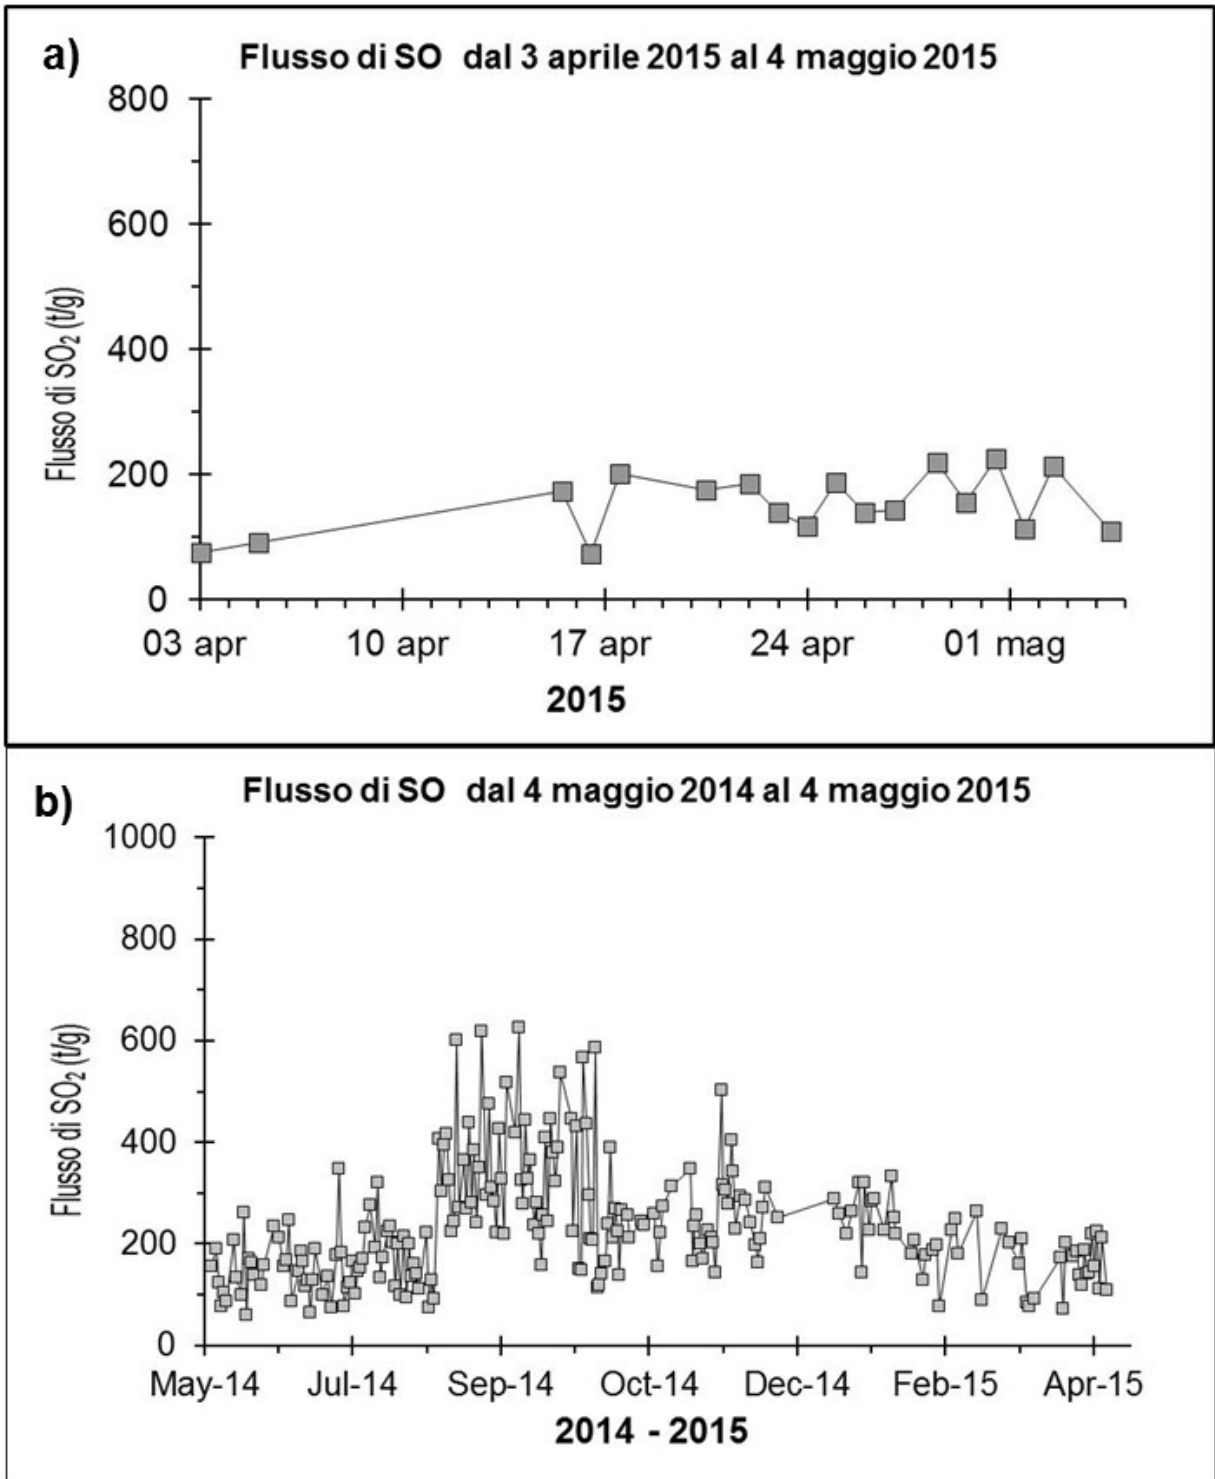 a)
Flusso di SO dal 3 aprile 2015 al 4 maggio 2015
800
600
400
200
0
Flusso di SO₂ (t/g)
03 apr 10 apr 17 apr 24 apr 01 mag
2015
b)
Flusso di SO dal 4 maggio 2014 al 4 maggio 2015
1000
800
600
400
200
0
Flusso di SO₂ (t/g)
May-14 Jul-14 Sep-14 Oct-14 Dec-14 Feb-15 Apr-15
2014 - 2015